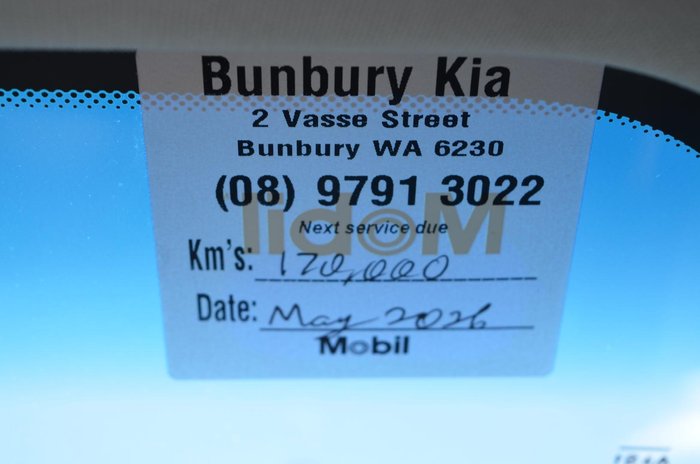 Bunbury Kia
2 Vasse Street
Bunbury WA 6230
(08) 9791 3022
Mobil
Next service due
Km's: 170,000
Date: May 2026
Mobil